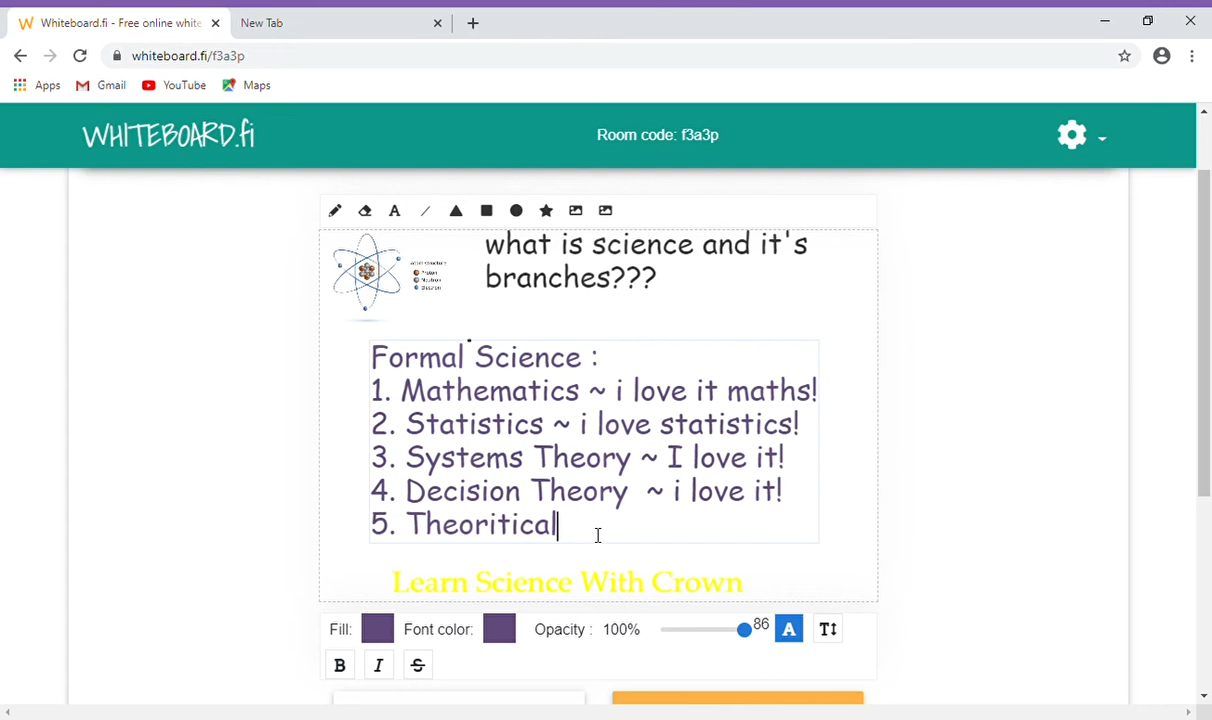 Whiteboard.fi - Free online white
New Tab
whiteboard.fi/f3a3p
Apps
Gmail
YouTube
Maps
WHITEBOARD.fi
Room code: f3a3p
A
what is science and it's
branches???
Proton
Neutron
Formal Science :
1. Mathematics ~ i love it maths!
2. Statistics ~ i love statistics!
3. Systems Theory ~ I love it!
4. Decision Theory ~ i love it!
5. Theoritical
Learn Science With Crown
Fill:
Font color:
Opacity : 100%
86
A
T
B
I
S